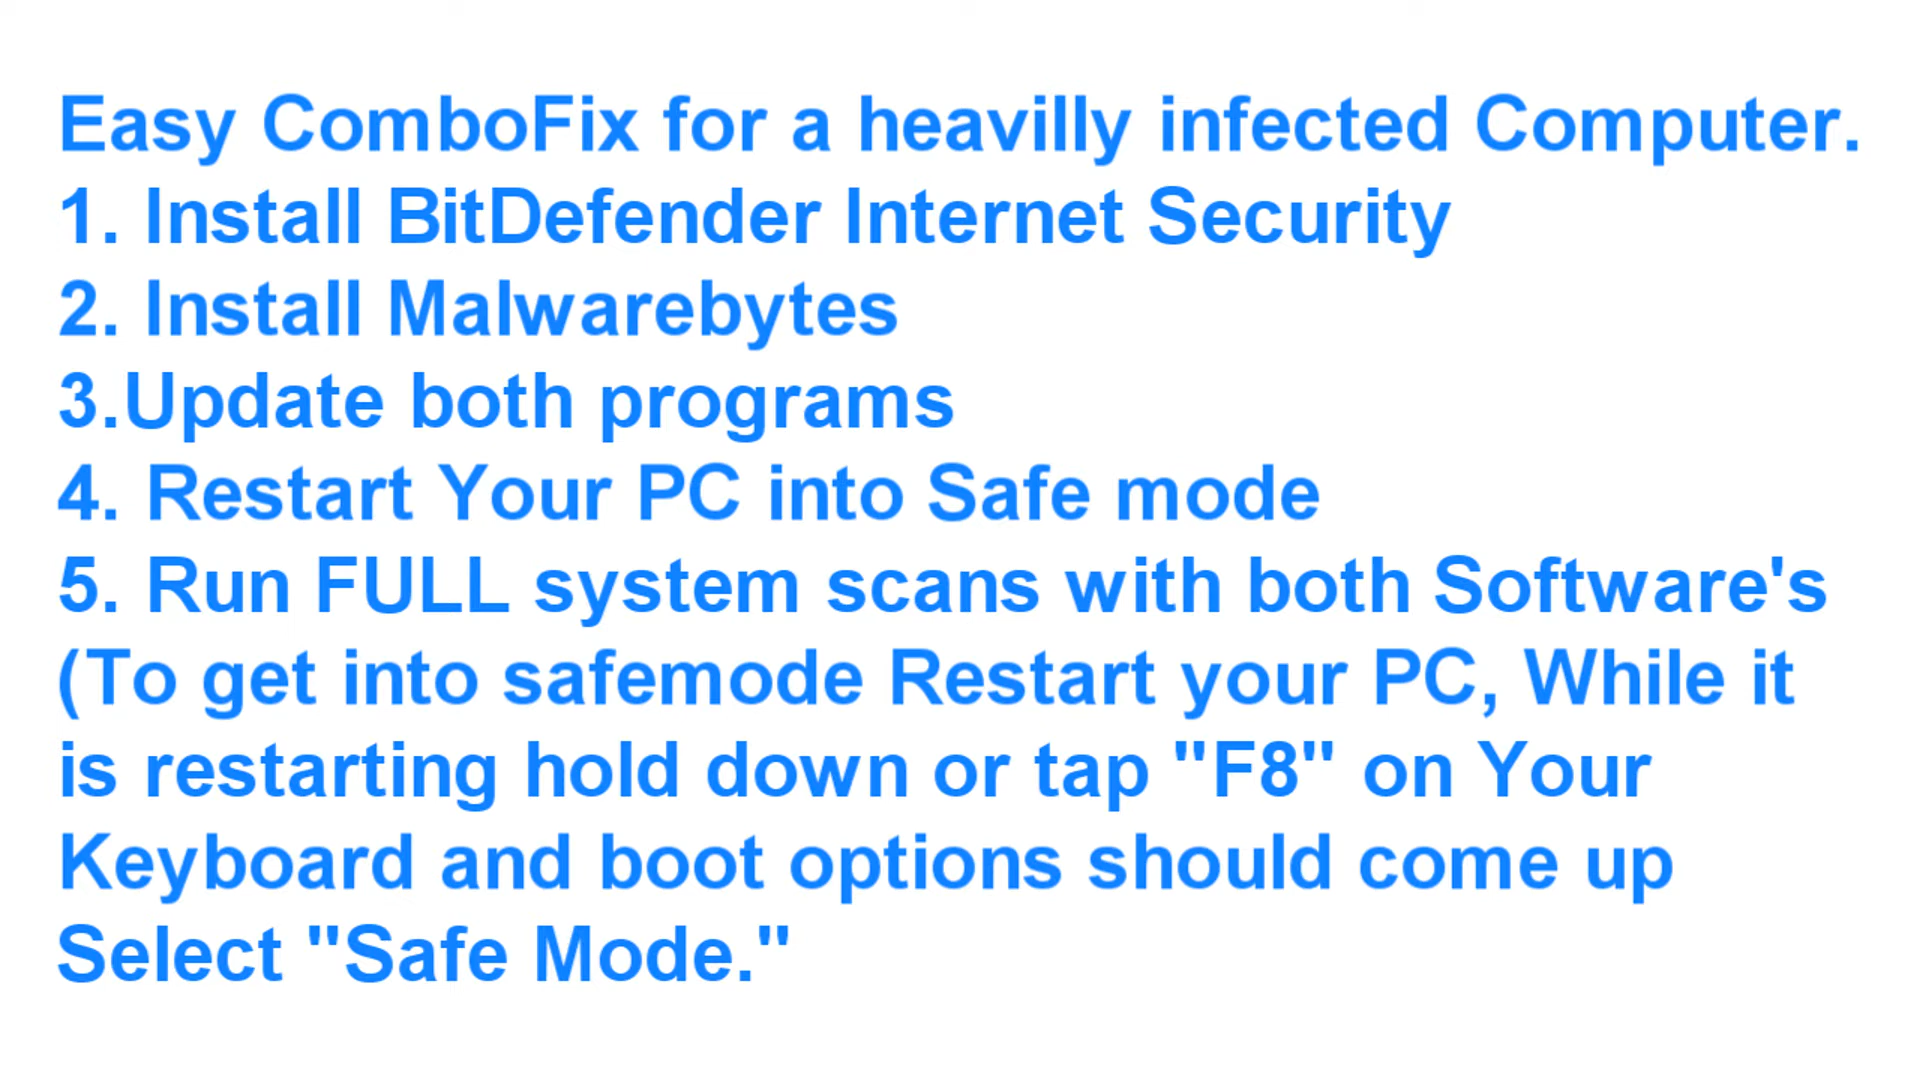 Easy ComboFix for a heavilly infected Computer.
1. Install BitDefender Internet Security
2. Install Malwarebytes
3.Update both programs
4. Restart Your PC into Safe mode
5. Run FULL system scans with both Software's
(To get into safemode Restart your PC, While it
is restarting hold down or tap "F8" on Your
Keyboard and boot options should come up
Select "Safe Mode."